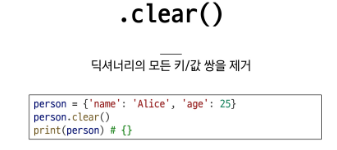 .clear()
딕셔너리의 모든 키/값 쌍을 제거
person = {'name': 'Alice', 'age': 25}
person.clear()
print(person) # {}